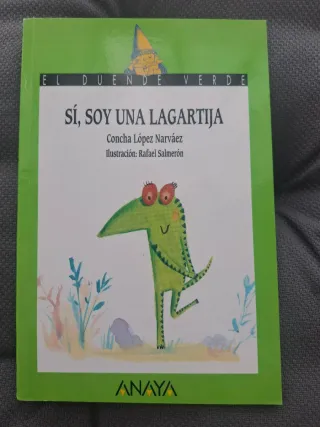 EL DUENDE VERDE
SÍ, SOY UNA LAGARTIJA
Concha López Narváez
Ilustración: Rafael Salmerón
ANAYA